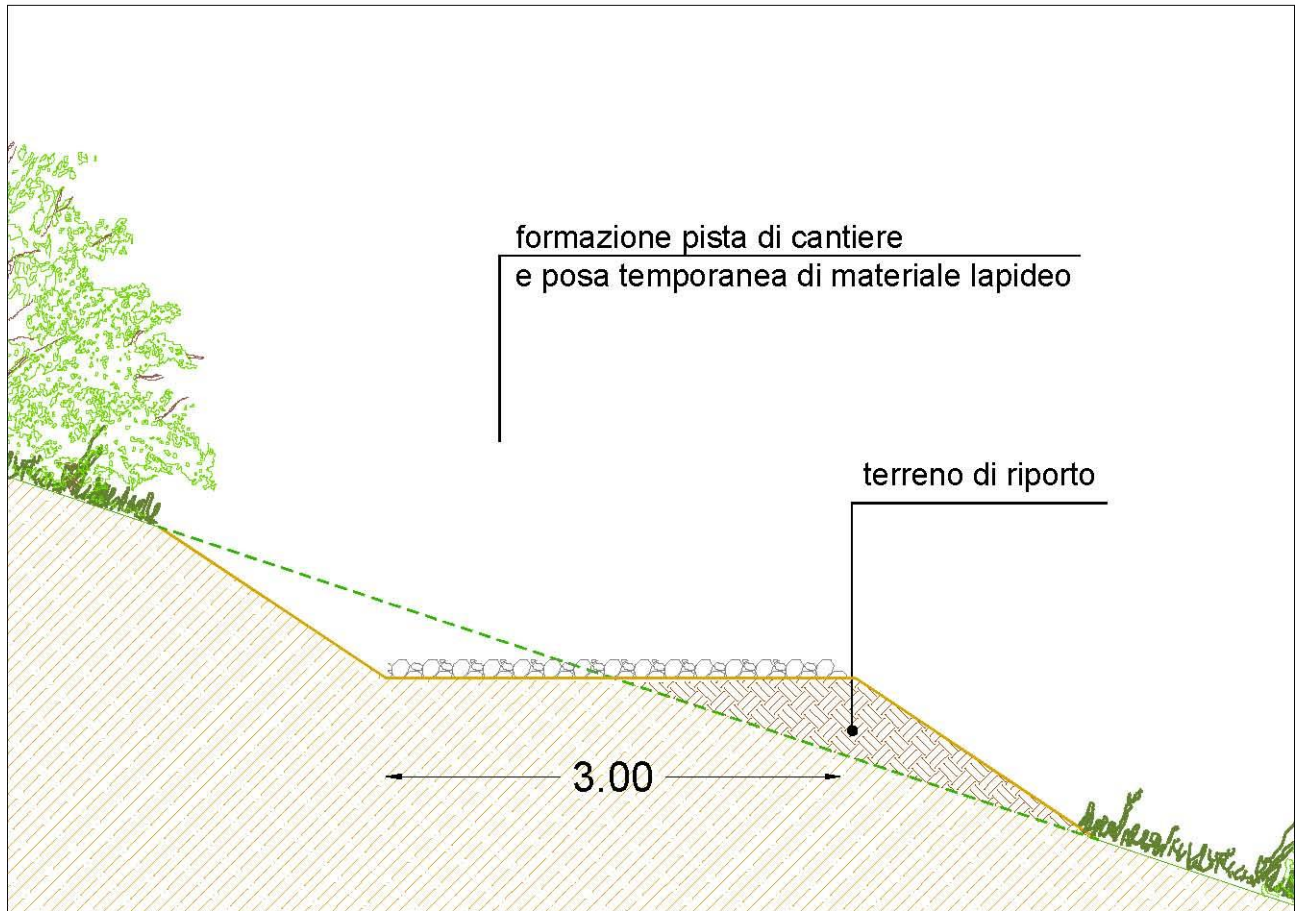 formazione pista di cantiere
e posa temporanea di materiale lapideo
terreno di riporto
3.00